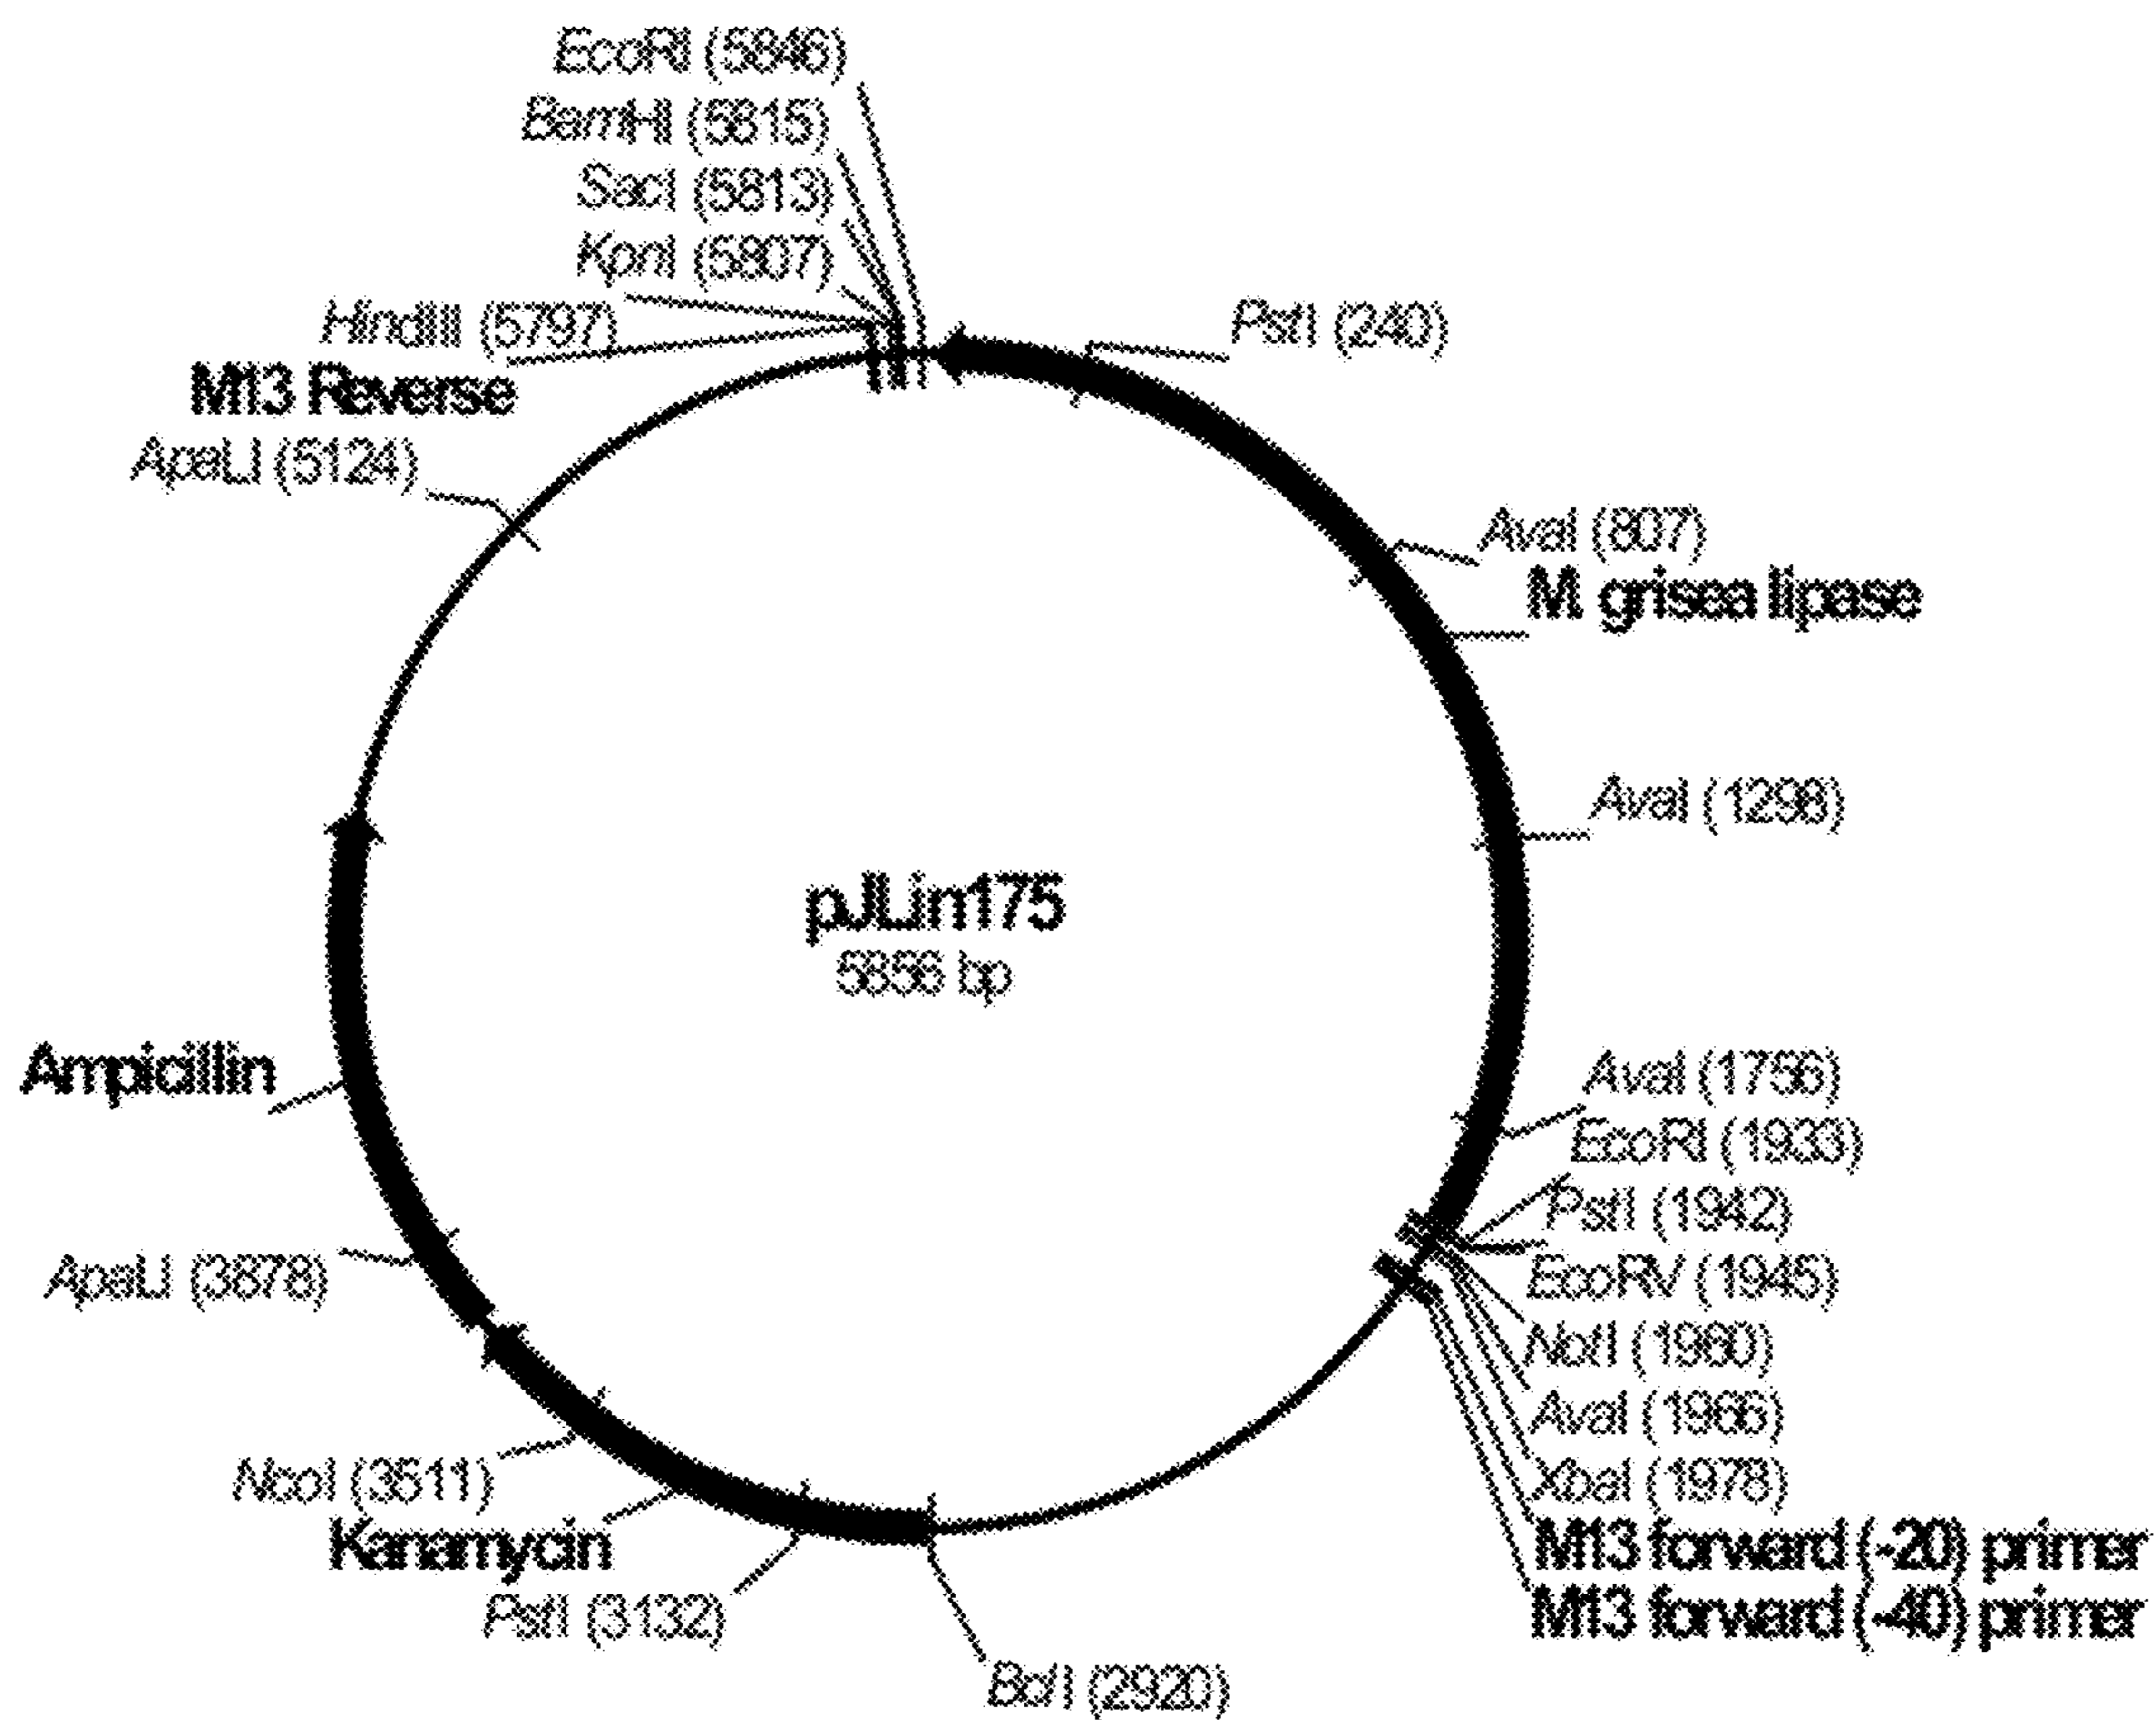 EcoRI (5846)
BamHI (5815)
SacI (5813)
KpnI (5807)
HindIII (5797)
M13 Reverse
ApaLI (5124)
PstI (240)
AvaI (807)
M. grisea lipase
AvaI (1298)
pJLin175
5856 bp
AvaI (1756)
EcoRI (1933)
PstI (1942)
EcoRV (1945)
NotI (1960)
AvaI (1966)
XbaI (1978)
M13 forward (-20) primer
M13 forward (-40) primer
Ampicillin
ApaLI (3878)
NcoI (3511)
Kanamycin
PstI (3132)
BclI (2920)